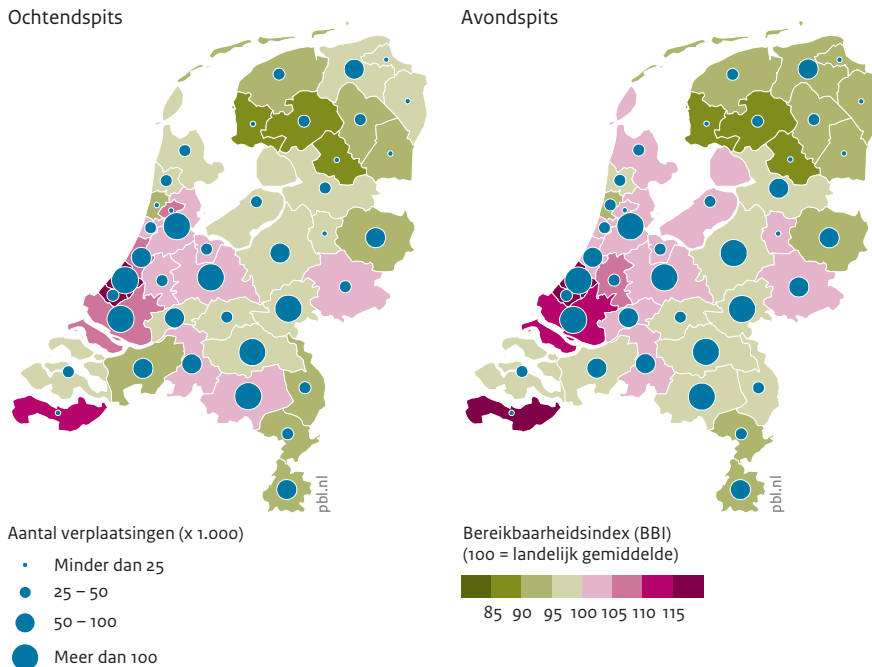 Ochtendspits
Avondspits
pbl.nl
pbl.nl
Aantal verplaatsingen (x 1.000)
Minder dan 25
25 – 50
50 – 100
Meer dan 100
Bereikbaarheidsindex (BBI)
(100 = landelijk gemiddelde)
85 90 95 100 105 110 115